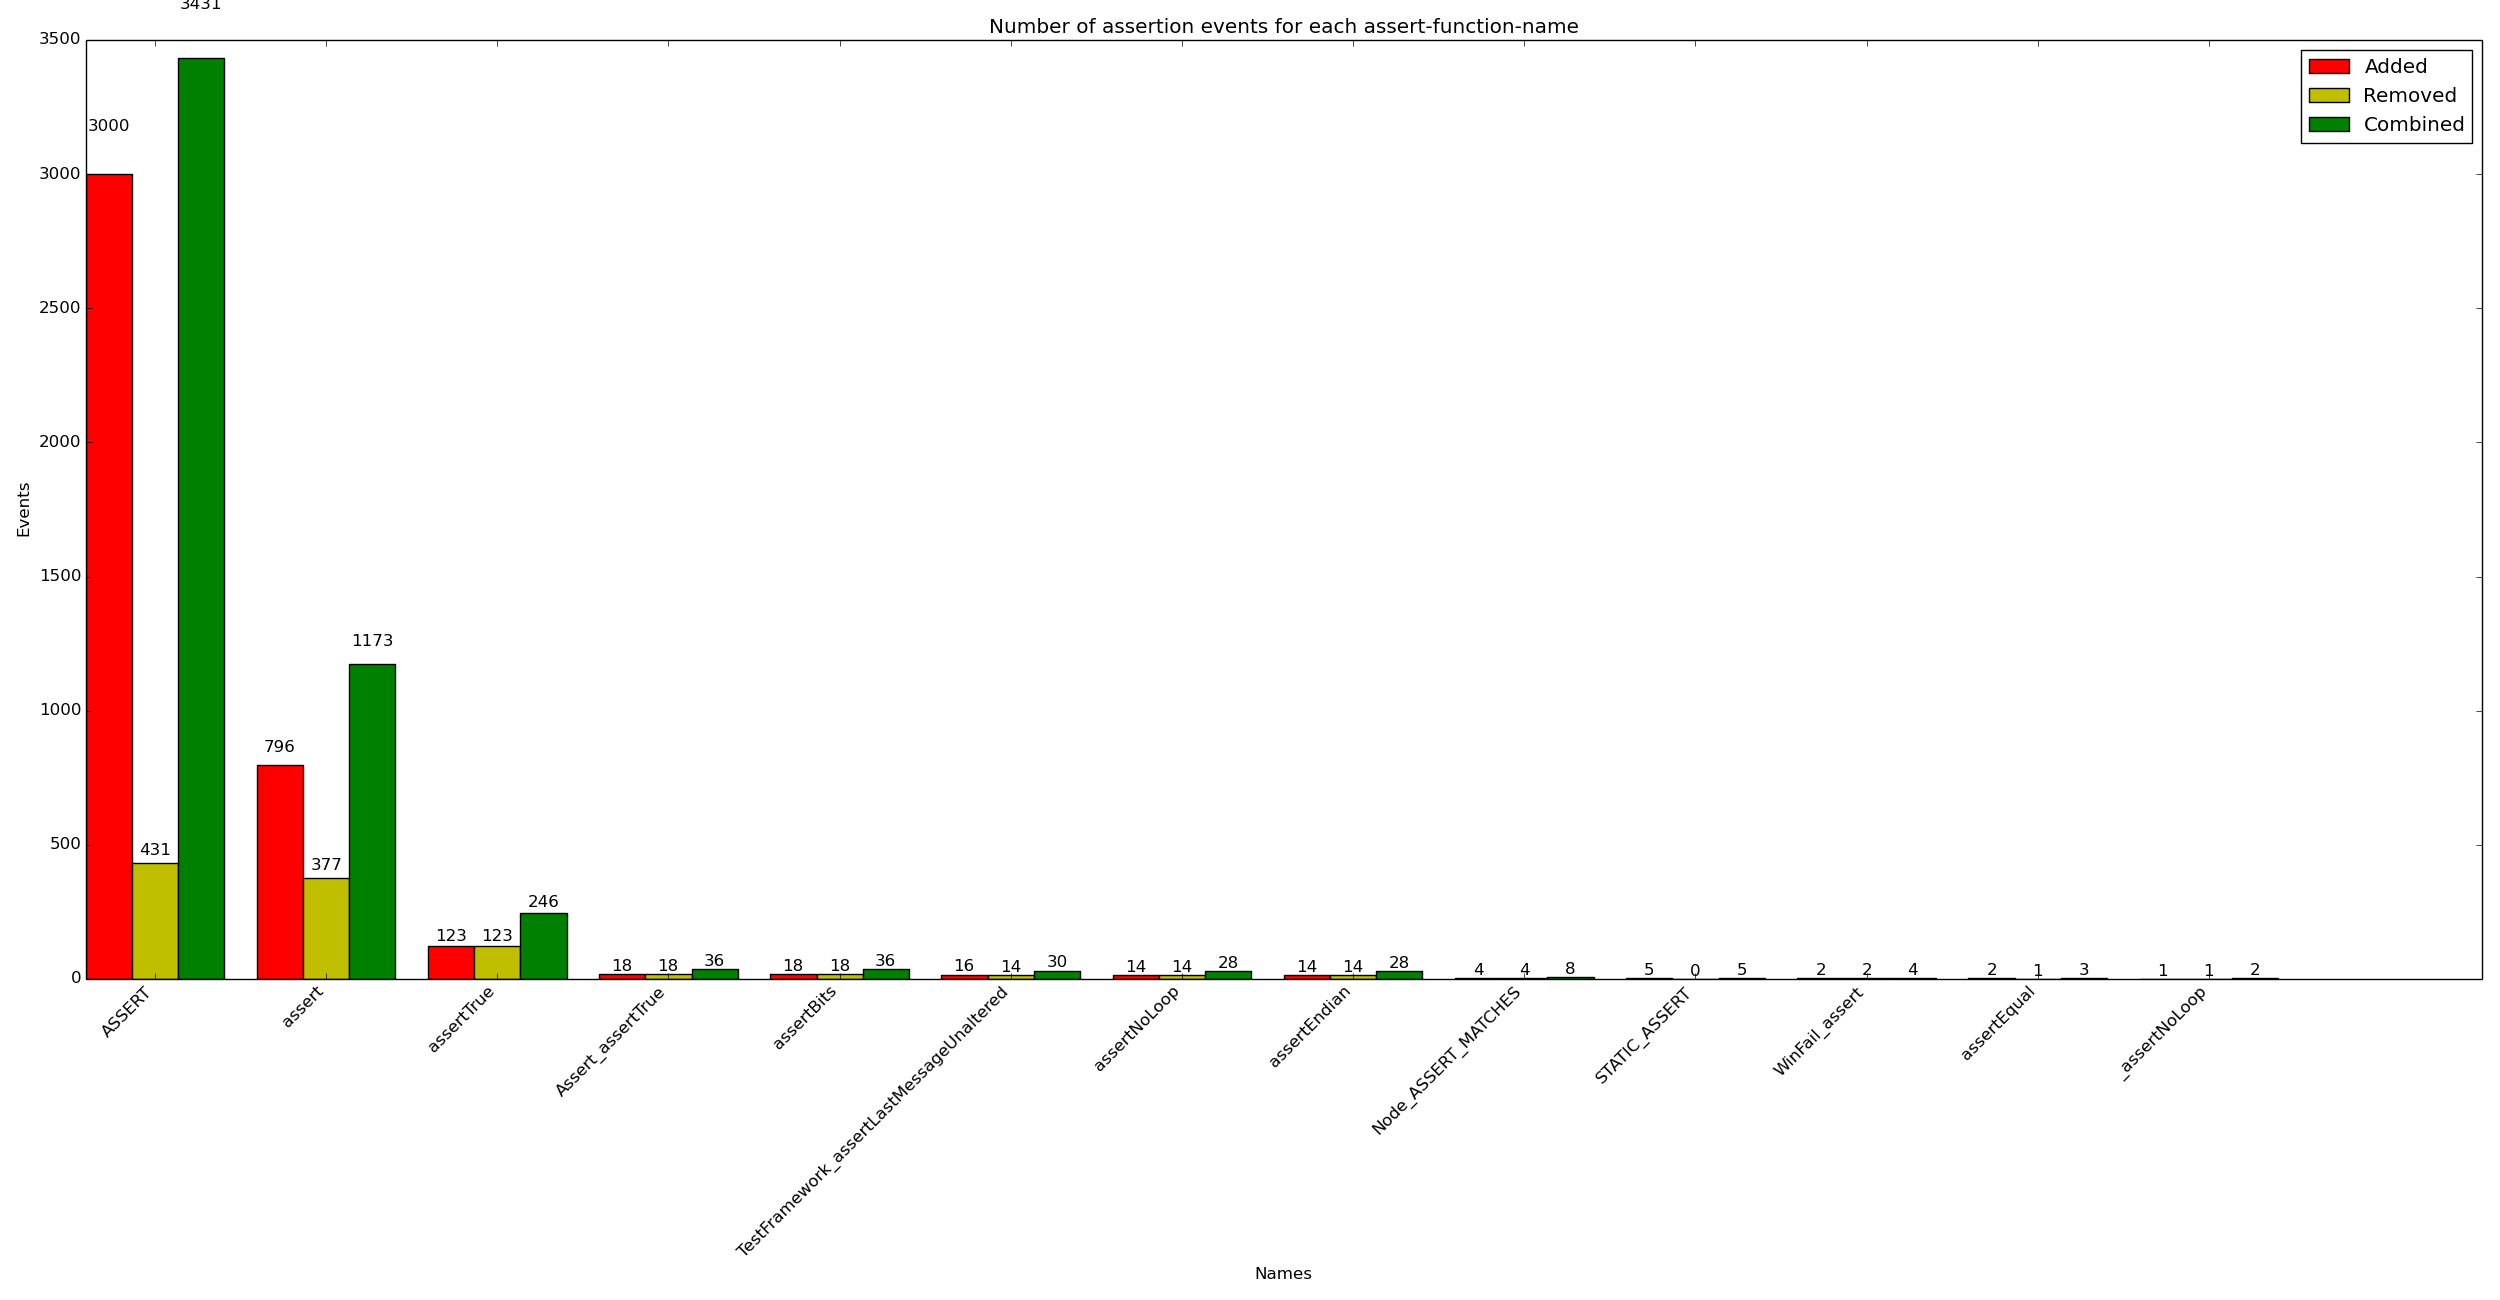 3431
Number of assertion events for each assert-function-name
3500
3000
2500
2000
1500
1000
500
0
Events
Added
Removed
Combined
3000
431
796
377
1173
123
123
246
18
18
36
18
18
36
16
14
30
14
14
28
14
14
28
4
4
8
5
0
5
2
2
4
2
1
3
1
1
2
ASSERT
assert
assertTrue
Assert_assertTrue
assertBits
TestFramework_assertLastMessageUnaltered
assertNoLoop
assertEndian
Node_ASSERT_MATCHES
STATIC_ASSERT
WinFail_assert
assertEqual
_assertNoLoop
Names